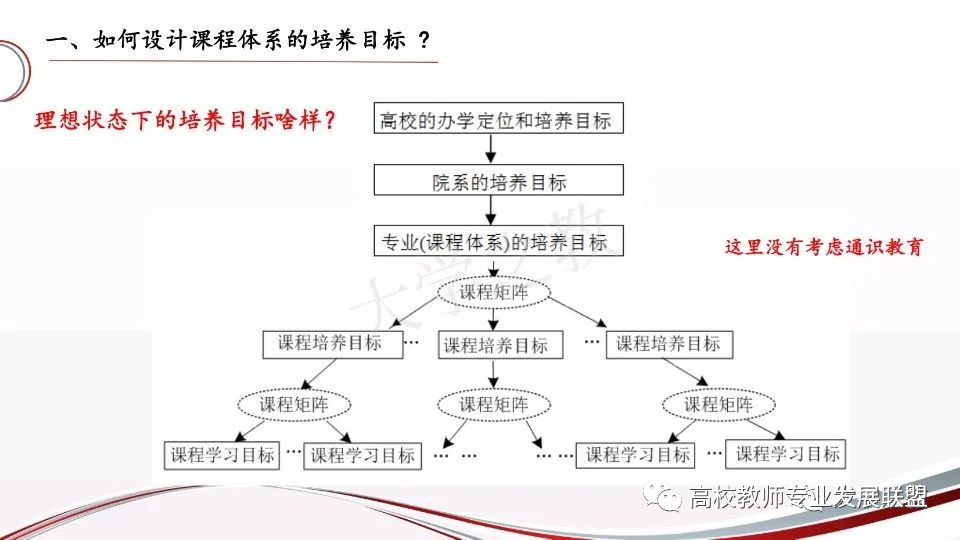 一、如何设计课程体系的培养目标 ?
理想状态下的培养目标啥样?
高校的办学定位和培养目标
院系的培养目标
专业(课程体系)的培养目标
这里没有考虑通识教育
课程矩阵
课程培养目标 … 课程培养目标 … 课程培养目标
课程矩阵 课程矩阵 课程矩阵
课程学习目标 … 课程学习目标 … … … … 课程学习目标 … 课程学习目标
大学之教
高校教师专业发展联盟